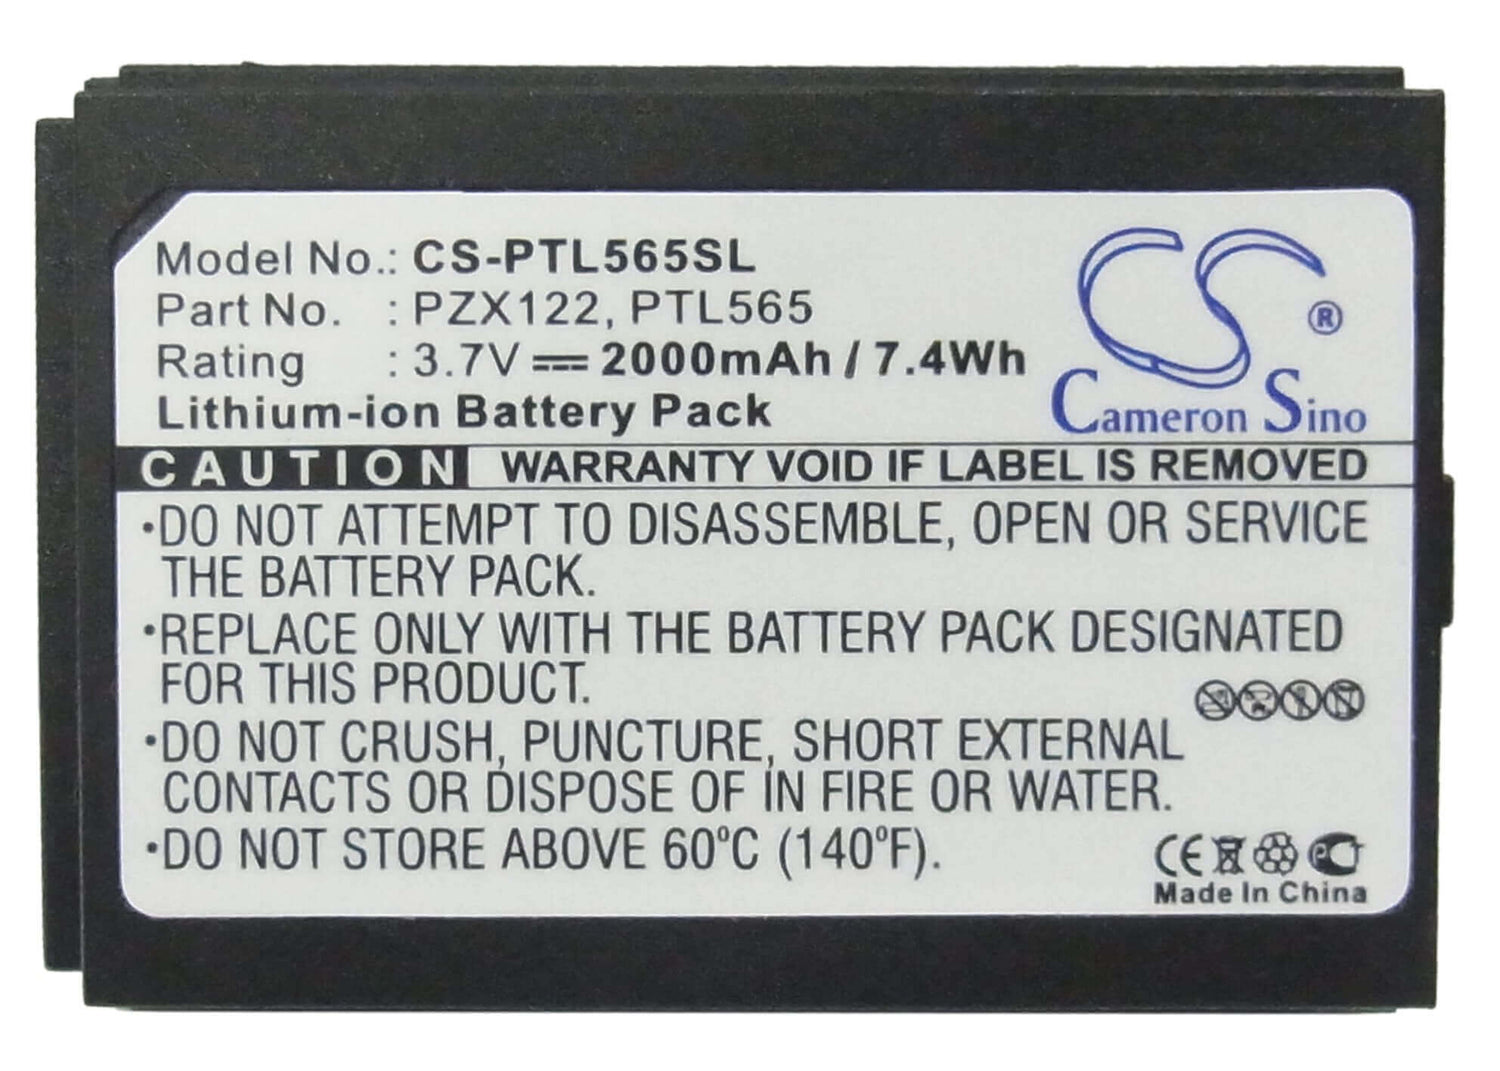 Model No.: CS-PTL565SL
Part No. : PZX122, PTL565
Rating : 3.7V 2000mAh / 7.4Wh
Lithium-ion Battery Pack
CS ®
Cameron Sino
CAUTION WARRANTY VOID IF LABEL IS REMOVED
•DO NOT ATTEMPT TO DISASSEMBLE, OPEN OR SERVICE
THE BATTERY PACK.
•REPLACE ONLY WITH THE BATTERY PACK DESIGNATED
FOR THIS PRODUCT.
•DO NOT CRUSH, PUNCTURE, SHORT EXTERNAL
CONTACTS OR DISPOSE OF IN FIRE OR WATER.
•DO NOT STORE ABOVE 60°C (140°F).
CE
Made In China